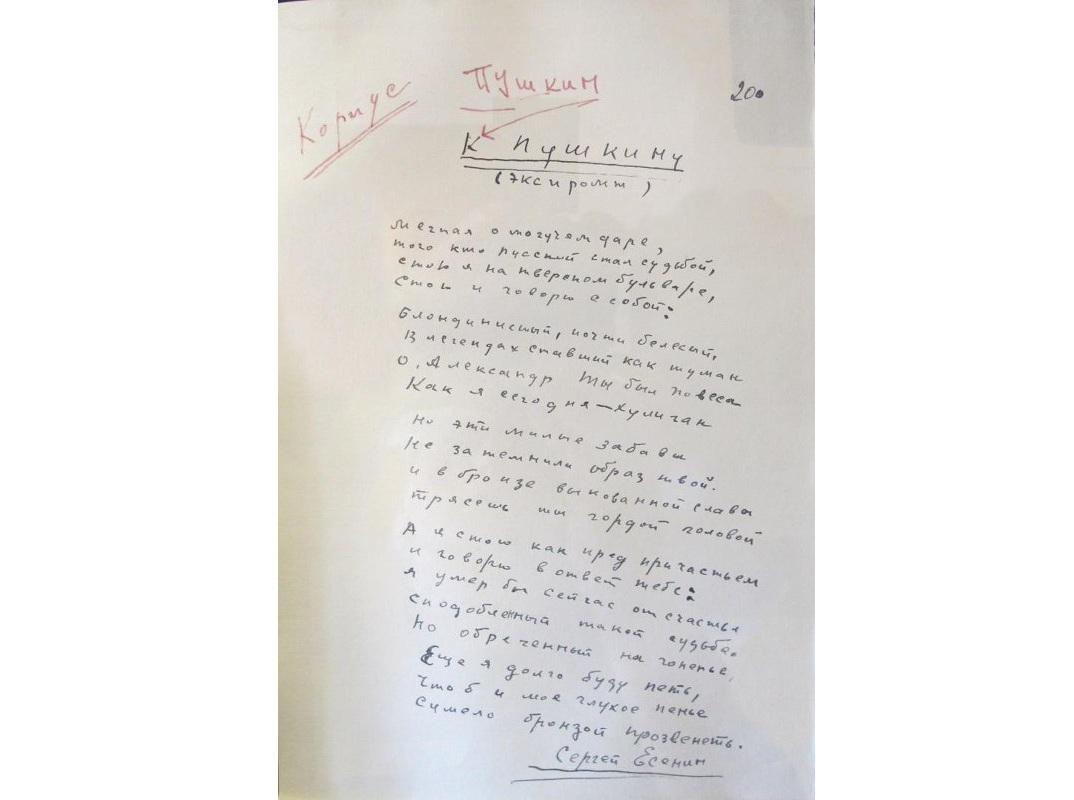 Корпус
Пушкин
20.
К Пушкину
(экспромт)
Мечтая о могучем даре,
того кто русской стал судьбой,
стою я на тверском бульваре,
стою и говорю с собой:
Блондинистый, почти белесый,
В легендах ставший как туман
О, Александр Ты был повеса
Как я сегодня – хулиган
Но эти милые забавы
Не затемнили образ твой.
и в бронзе выкованной славы
трясешь ты гордой головой
А я стою как пред причастьем
и говорю в ответ тебе:
я умер бы сейчас от счастья
сподобленный такой судьбе.
Но обреченный на гоненье,
Еще я долго буду петь,
чтоб и мое глухое пенье
сумело бронзой прозвенеть.
Сергей Есенин